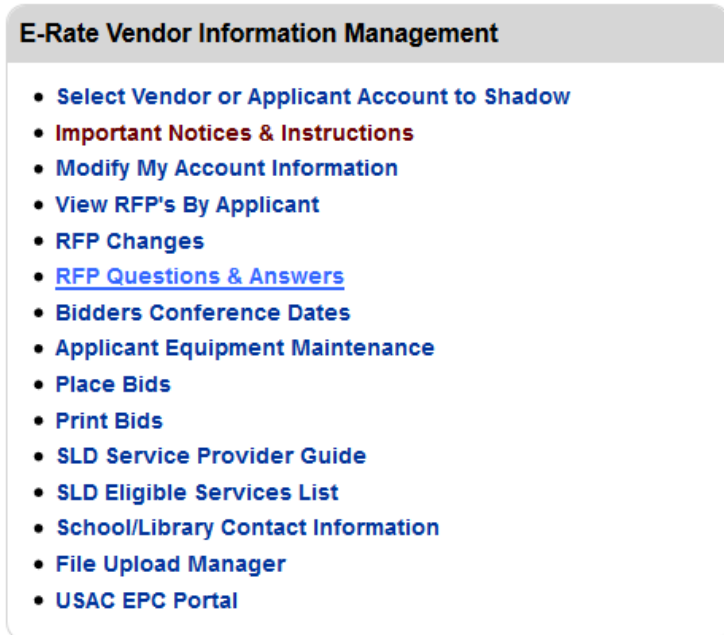 E-Rate Vendor Information Management
Select Vendor or Applicant Account to Shadow
Important Notices & Instructions
Modify My Account Information
View RFP's By Applicant
RFP Changes
RFP Questions & Answers
Bidders Conference Dates
Applicant Equipment Maintenance
Place Bids
Print Bids
SLD Service Provider Guide
SLD Eligible Services List
School/Library Contact Information
File Upload Manager
USAC EPC Portal